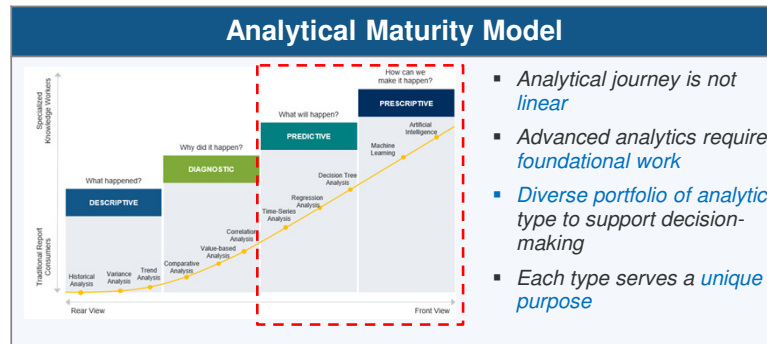 Analytical Maturity Model
Specialized
Knowledge Workers
Traditional Report
Consumers
What happened?
DESCRIPTIVE
Why did it happen?
DIAGNOSTIC
What will happen?
PREDICTIVE
How can we
make it happen?
PRESCRIPTIVE
Historical
Analysis
Variance
Analysis
Trend
Analysis
Comparative
Analysis
Value-based
Analysis
Correlation
Analysis
Time-Series
Analysis
Regression
Analysis
Decision Tree
Analysis
Machine
Learning
Artificial
Intelligence
Rear View
Front View
▪ Analytical journey is not
linear
▪ Advanced analytics require
foundational work
▪ Diverse portfolio of analytic
type to support decision-
making
▪ Each type serves a unique
purpose